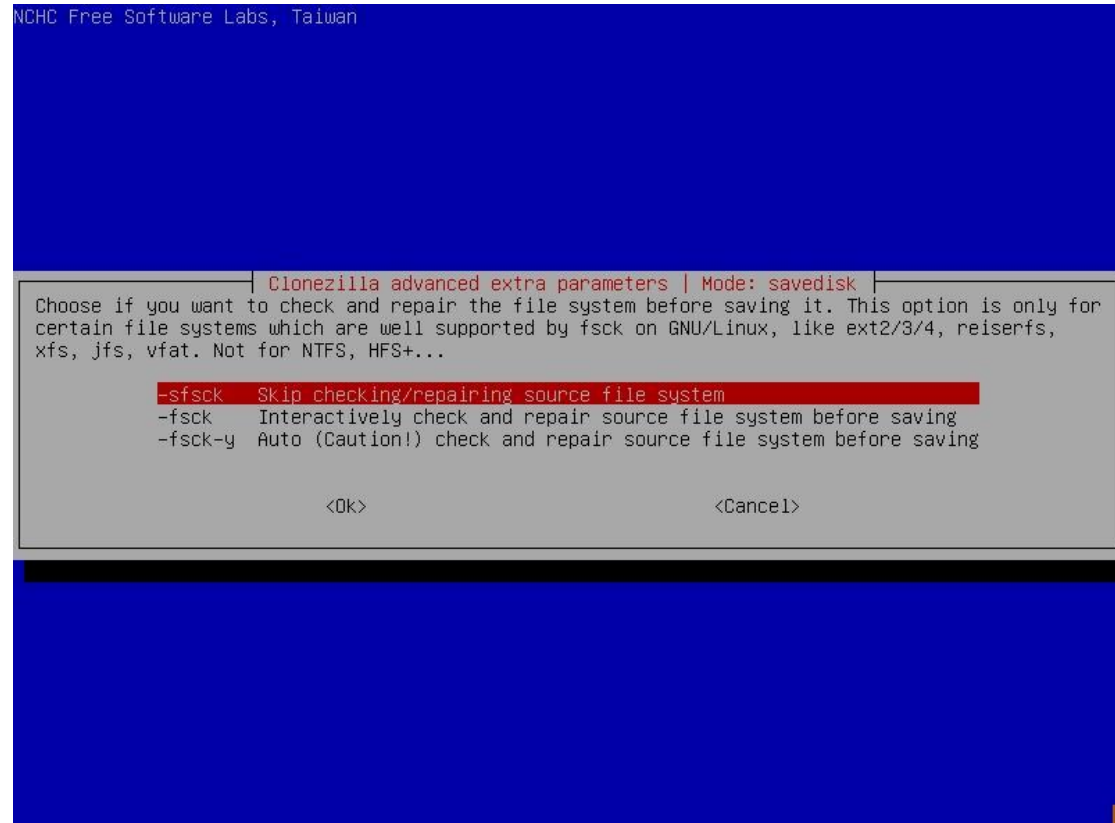 NCHC Free Software Labs, Taiwan
Clonezilla advanced extra parameters | Mode: savedisk
Choose if you want to check and repair the file system before saving it. This option is only for
certain file systems which are well supported by fsck on GNU/Linux, like ext2/3/4, reiserfs,
xfs, jfs, vfat. Not for NTFS, HFS+...
-sfsck Skip checking/repairing source file system
-fsck Interactively check and repair source file system before saving
-fsck-y Auto (Caution!) check and repair source file system before saving
<Ok> <Cancel>